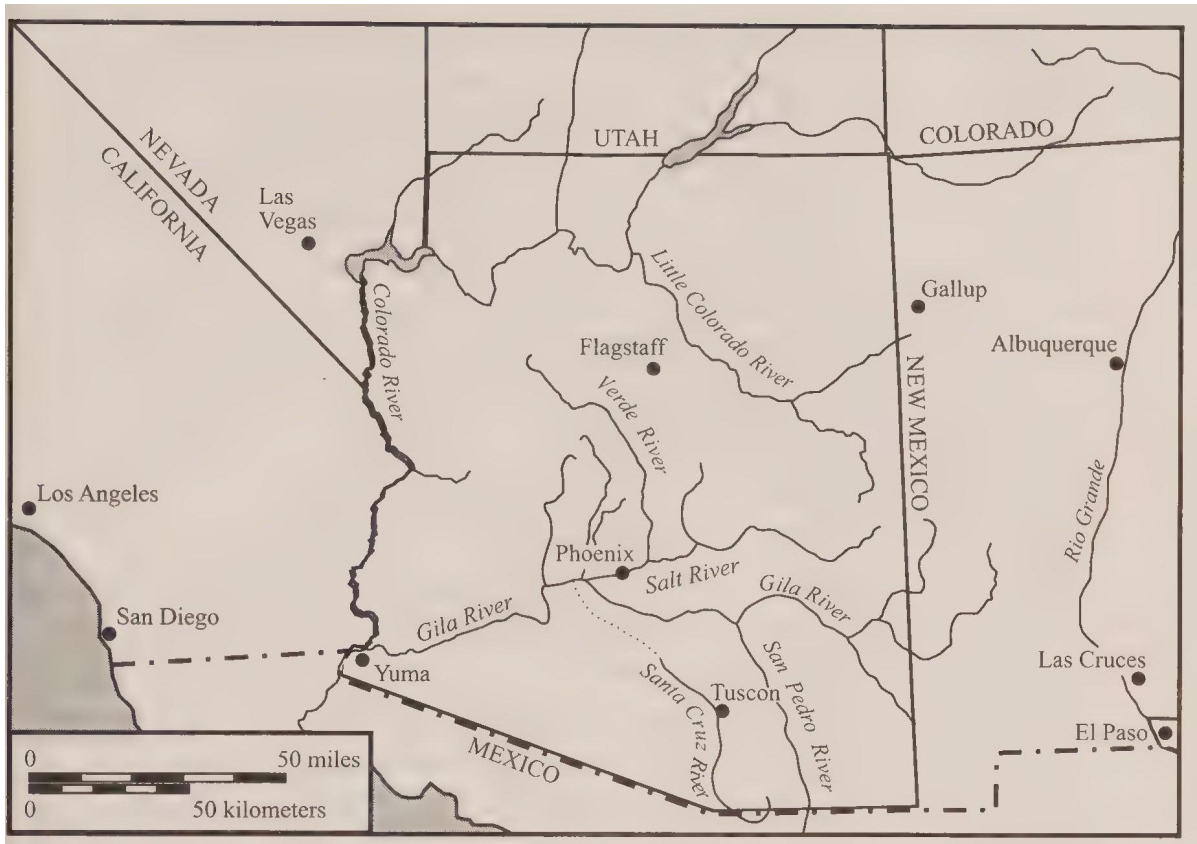 UTAH
COLORADO
NEVADA
CALIFORNIA
Las
Vegas
Colorado River
Little Colorado River
Gallup
Flagstaff
Albuquerque
Verde River
NEW MEXICO
Los Angeles
Rio Grande
Phoenix
Salt River
Gila River
Gila River
San Diego
Yuma
Santa Cruz River
San Pedro River
Tuscon
Las Cruces
El Paso
MEXICO
0 50 miles
0 50 kilometers